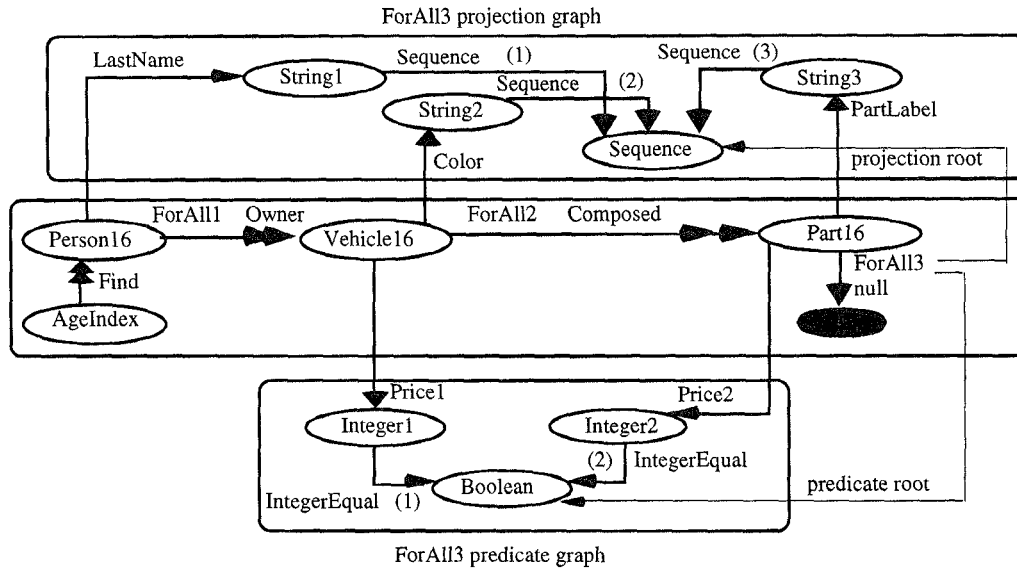 ForAll3 projection graph
LastName
String1
Sequence (1)
Sequence (2)
Sequence (3)
String3
String2
PartLabel
Sequence
Color
projection root
ForAll1 Owner
ForAll2 Composed
Person16
Vehicle16
Part16
ForAll3
Find
null
AgeIndex
Price1
Price2
Integer1
Integer2
(2) IntegerEqual
IntegerEqual (1)
Boolean
predicate root
ForAll3 predicate graph